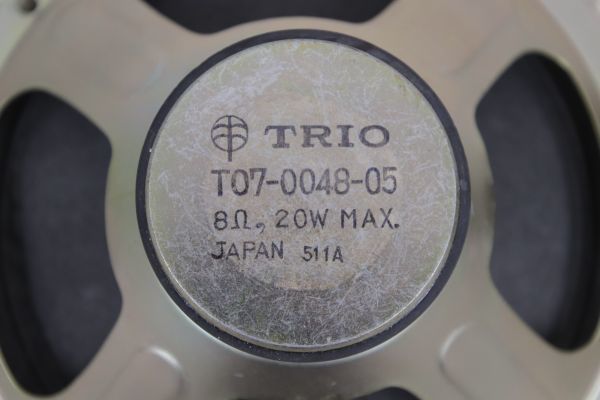 TRIO
T07-0048-05
8Ω, 20W MAX.
JAPAN 511A